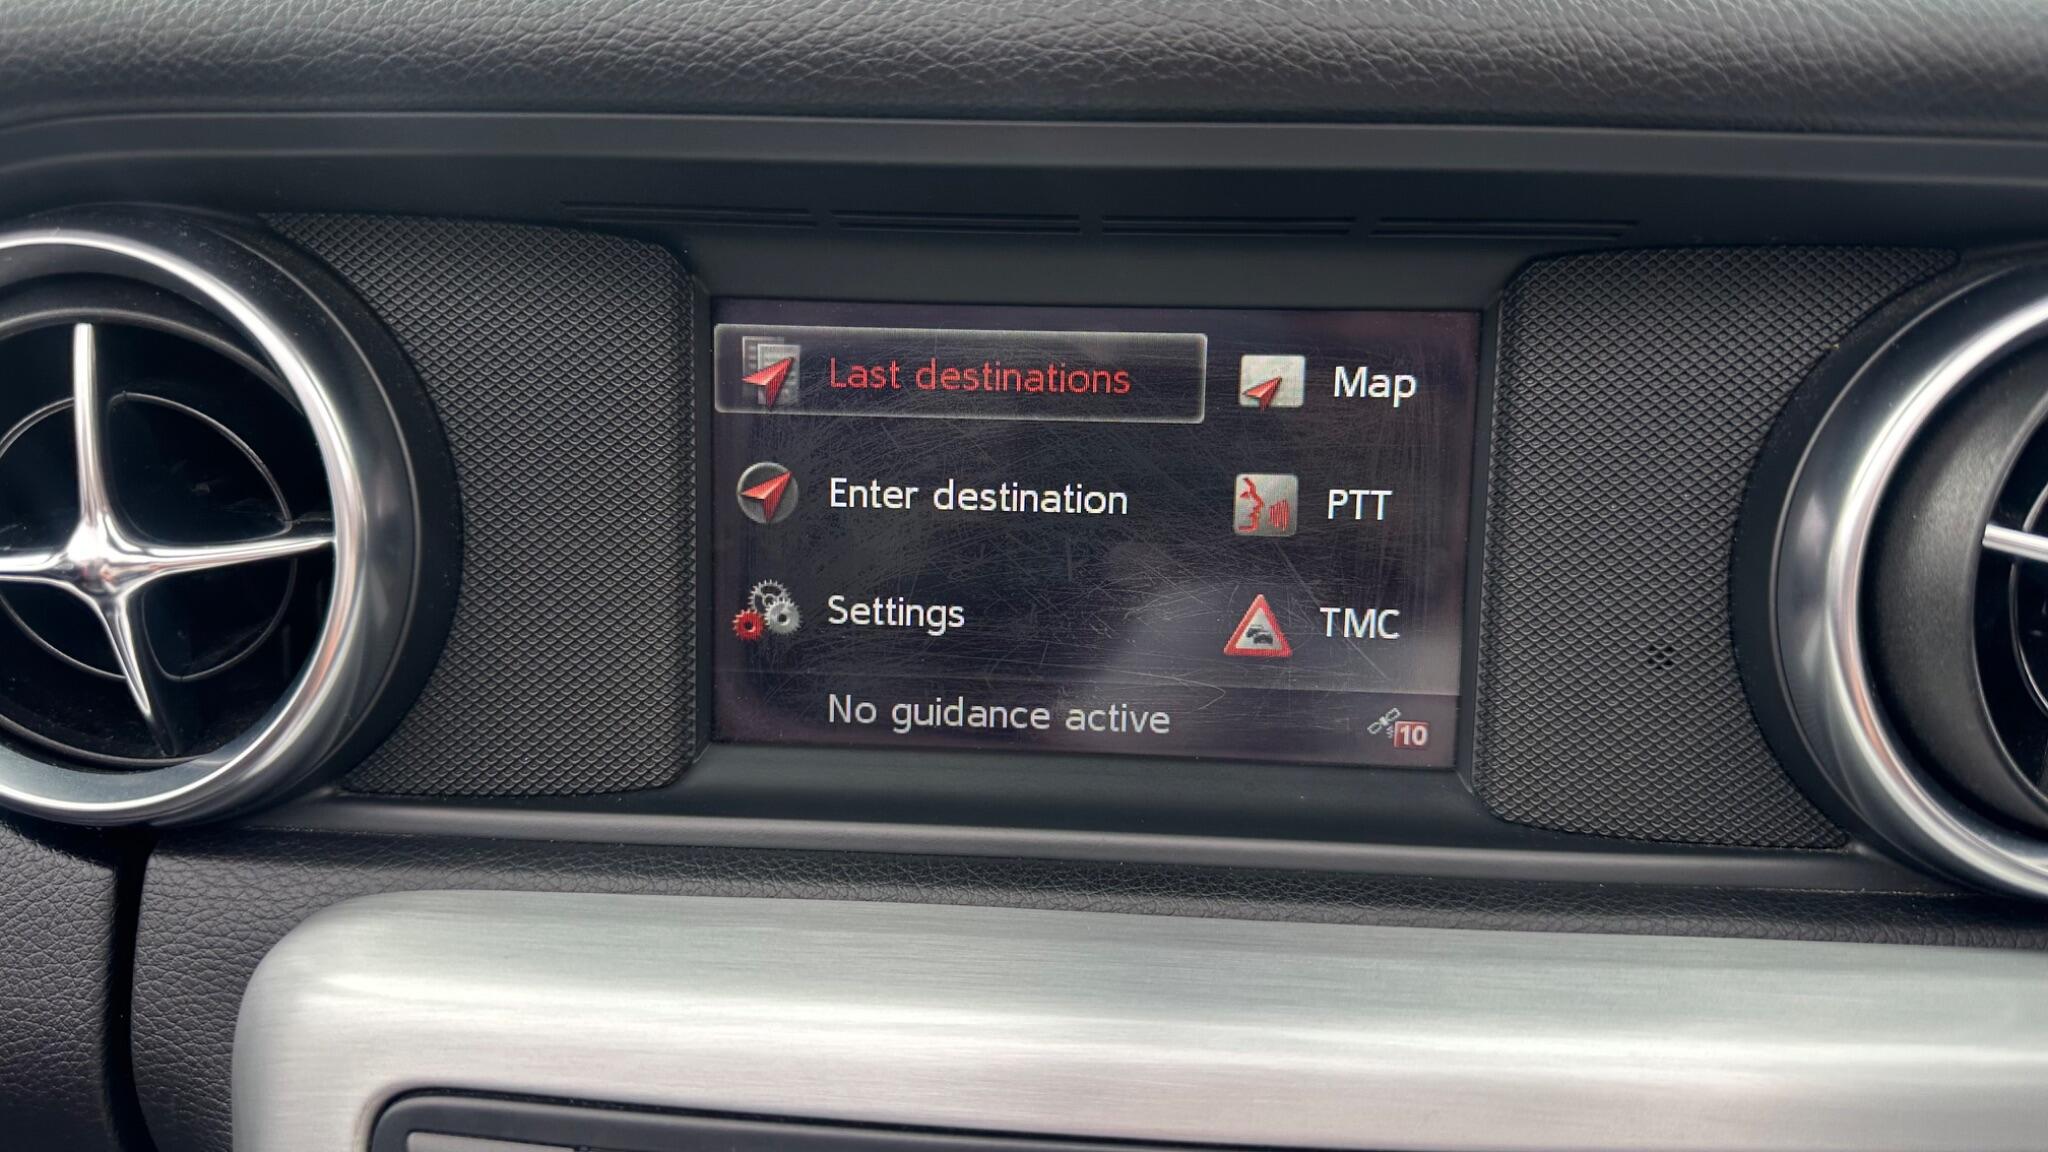 Last destinations
Map
Enter destination
PTT
Settings
TMC
No guidance active
10